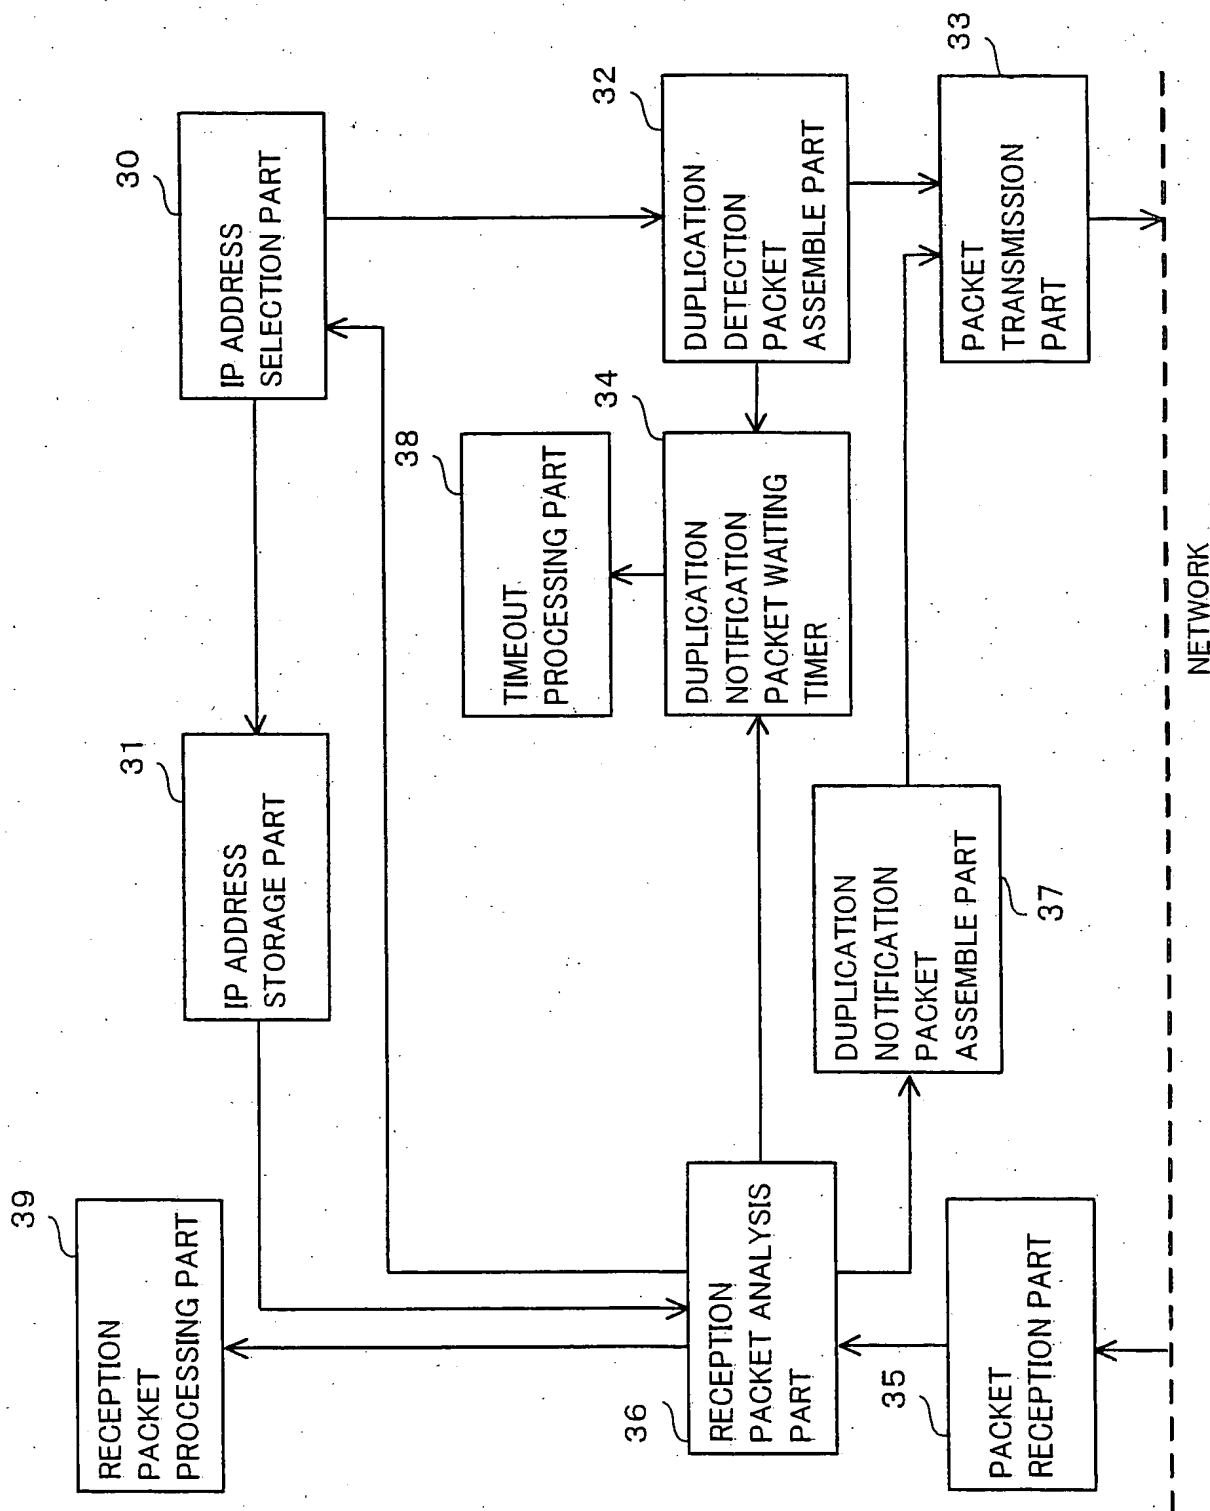 39
RECEPTION
PACKET
PROCESSING PART
31
IP ADDRESS
STORAGE PART
30
IP ADDRESS
SELECTION PART
38
TIMEOUT
PROCESSING PART
36
RECEPTION
PACKET ANALYSIS
PART
34
DUPLICATION
NOTIFICATION
PACKET WAITING
TIMER
32
DUPLICATION
DETECTION
PACKET
ASSEMBLE PART
37
DUPLICATION
NOTIFICATION
PACKET
ASSEMBLE PART
35
PACKET
RECEPTION PART
33
PACKET
TRANSMISSION
PART
NETWORK